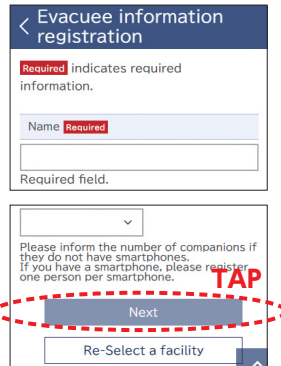 Evacuee information
registration
Required indicates required
information.
Name Required
Required field.
Please inform the number of companions if
they do not have smartphones.
If you have a smartphone, please register
one person per smartphone.
TAP
Next
Re-Select a facility